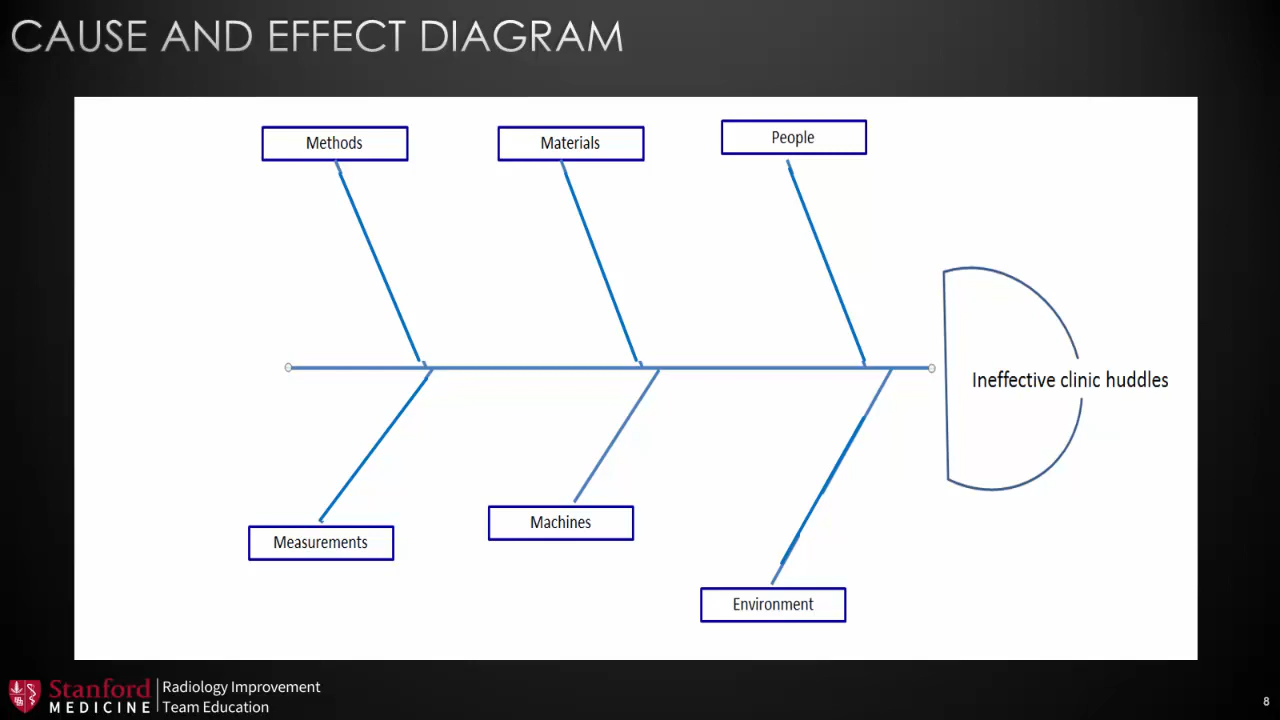 CAUSE AND EFFECT DIAGRAM
Methods
Materials
People
Ineffective clinic huddles
Measurements
Machines
Environment
Stanford
MEDICINE
Radiology Improvement
Team Education
8